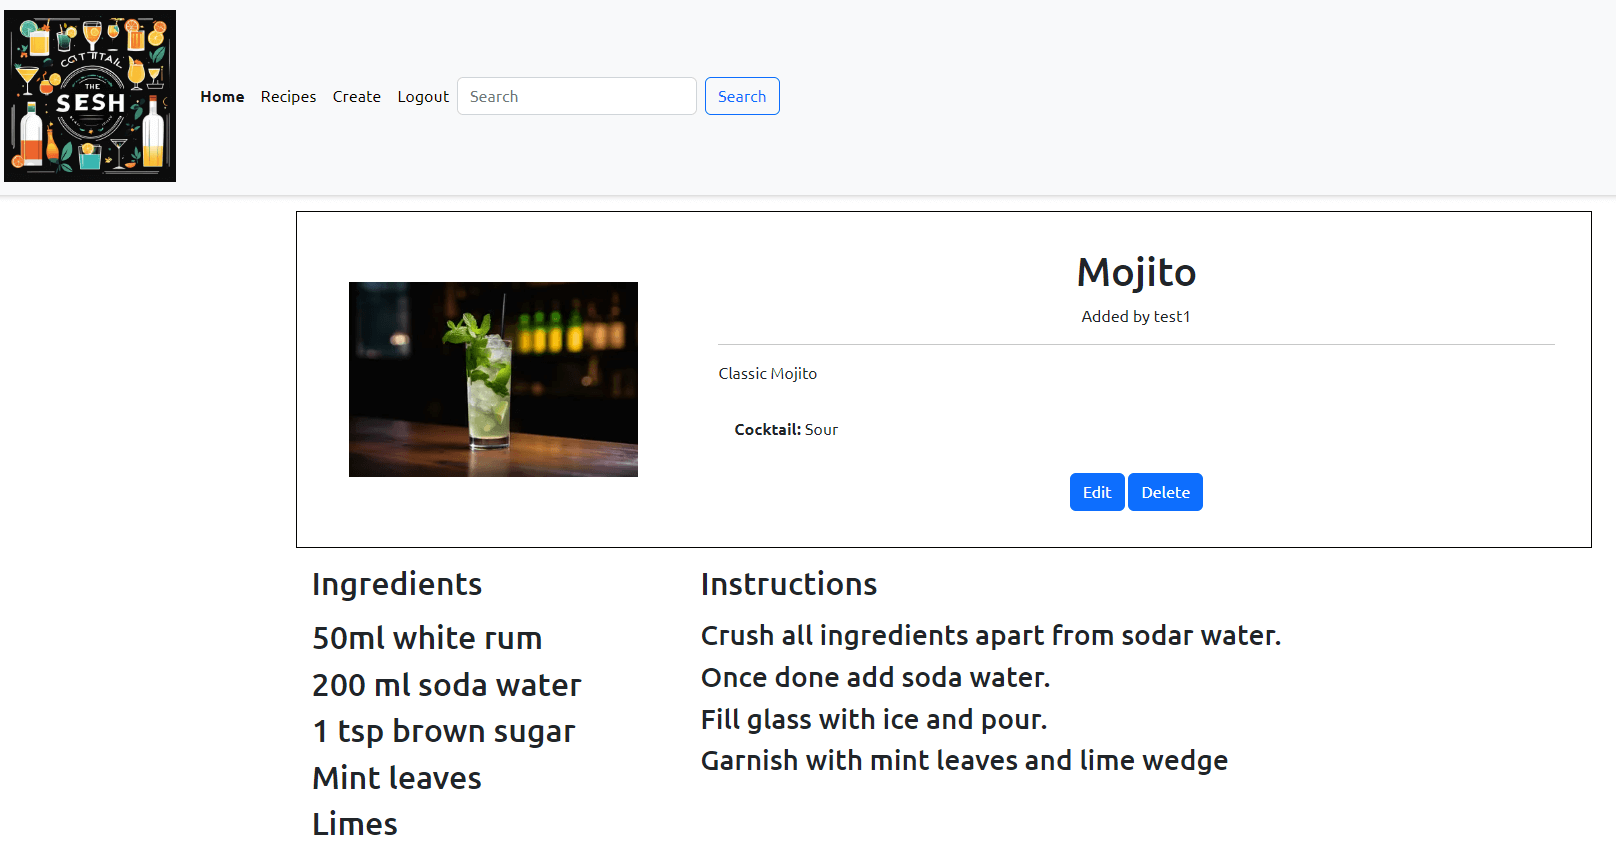 COTTTAIL
THE
SESH
Home Recipes Create Logout Search Search
Mojito
Added by test1
Classic Mojito
Cocktail: Sour
Edit Delete
Ingredients
50ml white rum
200 ml soda water
1 tsp brown sugar
Mint leaves
Limes
Instructions
Crush all ingredients apart from sodar water.
Once done add soda water.
Fill glass with ice and pour.
Garnish with mint leaves and lime wedge